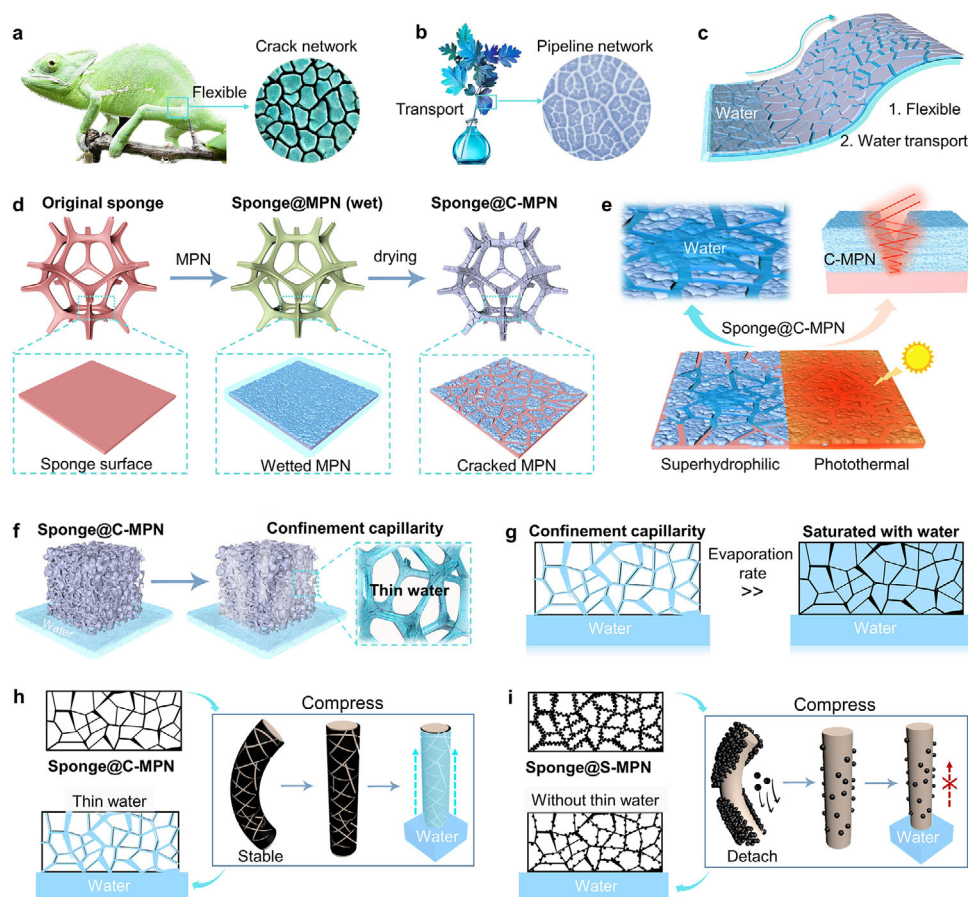 a
Crack network
Flexible
b
Pipeline network
Transport
c
Water
1. Flexible
2. Water transport
d
Original sponge
MPN
Sponge@MPN (wet)
drying
Sponge@C-MPN
Sponge surface
Wetted MPN
Cracked MPN
e
Water
C-MPN
Sponge@C-MPN
Superhydrophilic
Photothermal
f
Sponge@C-MPN
Confinement capillarity
Water
Thin water
g
Confinement capillarity
Evaporation
rate
>>
Saturated with water
Water
Water
h
Sponge@C-MPN
Thin water
Water
Compress
Stable
Water
i
Sponge@S-MPN
Without thin water
Water
Compress
Detach
Water